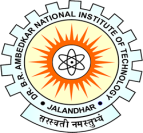 DR. B.R. AMBEDKAR NATIONAL INSTITUTE OF TECHNOLOGY
• JALANDHAR •
सरस्वती नमस्तुभ्यं